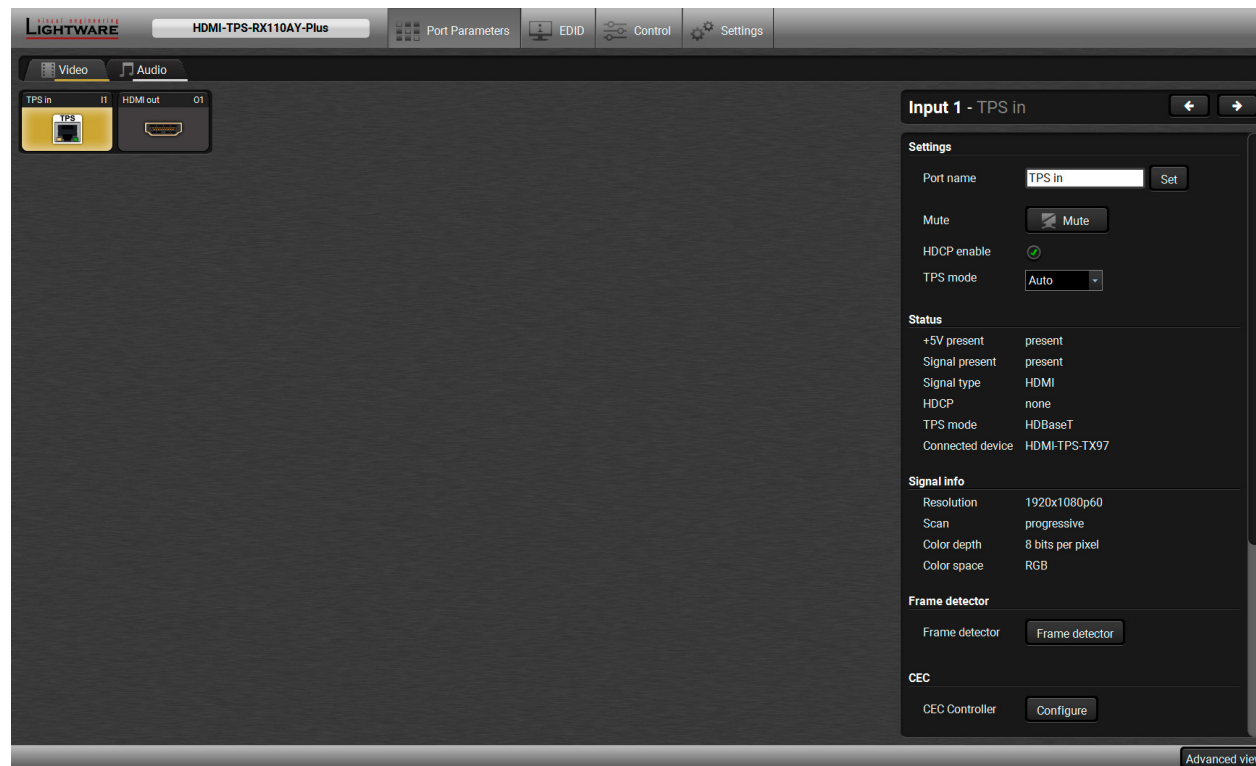 visual engineering
LIGHTWARE
HDMI-TPS-RX110AY-Plus
Port Parameters
EDID
Control
Settings
Video
Audio
TPS in I1
HDMI out O1
TPS
Input 1 - TPS in
Settings
Port name TPS in Set
Mute Mute
HDCP enable
TPS mode Auto
Status
+5V present present
Signal present present
Signal type HDMI
HDCP none
TPS mode HDBaseT
Connected device HDMI-TPS-TX97
Signal info
Resolution 1920x1080p60
Scan progressive
Color depth 8 bits per pixel
Color space RGB
Frame detector
Frame detector Frame detector
CEC
CEC Controller Configure
Advanced vie